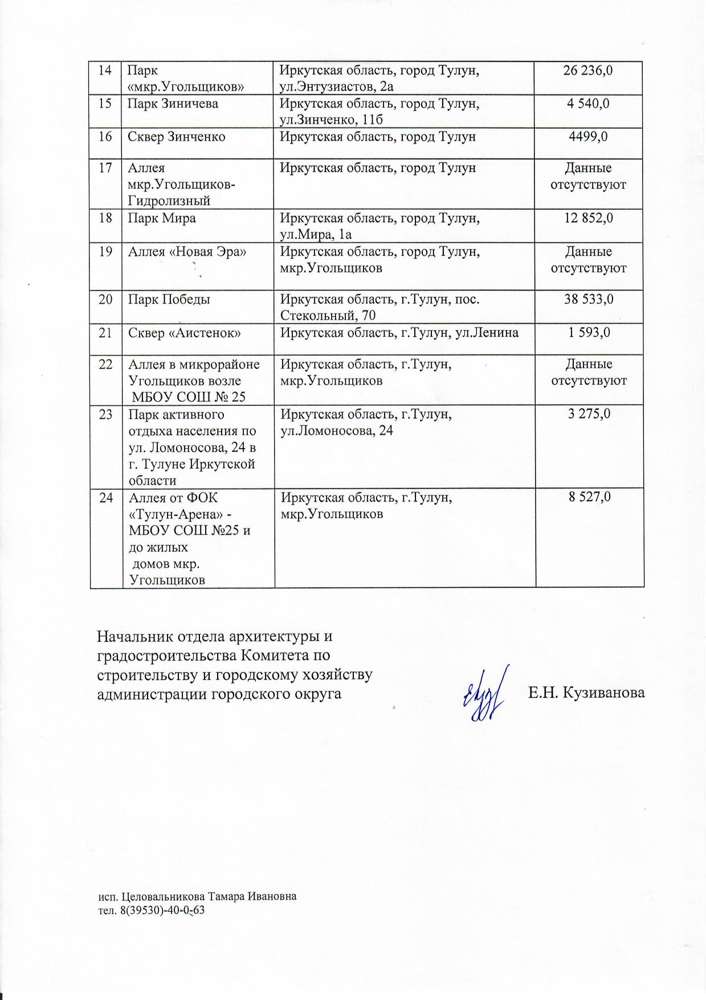 14 Парк Иркутская область, город Тулун, 26 236,0
«мкр.Угольщиков» ул.Энтузиастов, 2а
15 Парк Зиничева Иркутская область, город Тулун, 4 540,0
ул.Зинченко, 11б
16 Сквер Зинченко Иркутская область, город Тулун 4499,0
17 Аллея Иркутская область, город Тулун Данные
мкр.Угольщиков- отсутствуют
Гидролизный
18 Парк Мира Иркутская область, город Тулун, 12 852,0
ул.Мира, 1а
19 Аллея «Новая Эра» Иркутская область, город Тулун, Данные
мкр.Угольщиков отсутствуют
20 Парк Победы Иркутская область, г.Тулун, пос. 38 533,0
Стекольный, 70
21 Сквер «Аистенок» Иркутская область, г.Тулун, ул.Ленина 1 593,0
22 Аллея в микрорайоне Иркутская область, г.Тулун, Данные
Угольщиков возле мкр.Угольщиков отсутствуют
МБОУ СОШ № 25
23 Парк активного Иркутская область, г.Тулун, 3 275,0
отдыха населения по ул.Ломоносова, 24
ул. Ломоносова, 24 в
г. Тулуне Иркутской
области
24 Аллея от ФОК Иркутская область, г.Тулун, 8 527,0
«Тулун-Арена» - мкр.Угольщиков
МБОУ СОШ №25 и
до жилых
домов мкр.
Угольщиков
Начальник отдела архитектуры и
градостроительства Комитета по
строительству и городскому хозяйству
администрации городского округа Е.Н. Кузиванова
исп. Целовальникова Тамара Ивановна
тел. 8(39530)-40-0-63